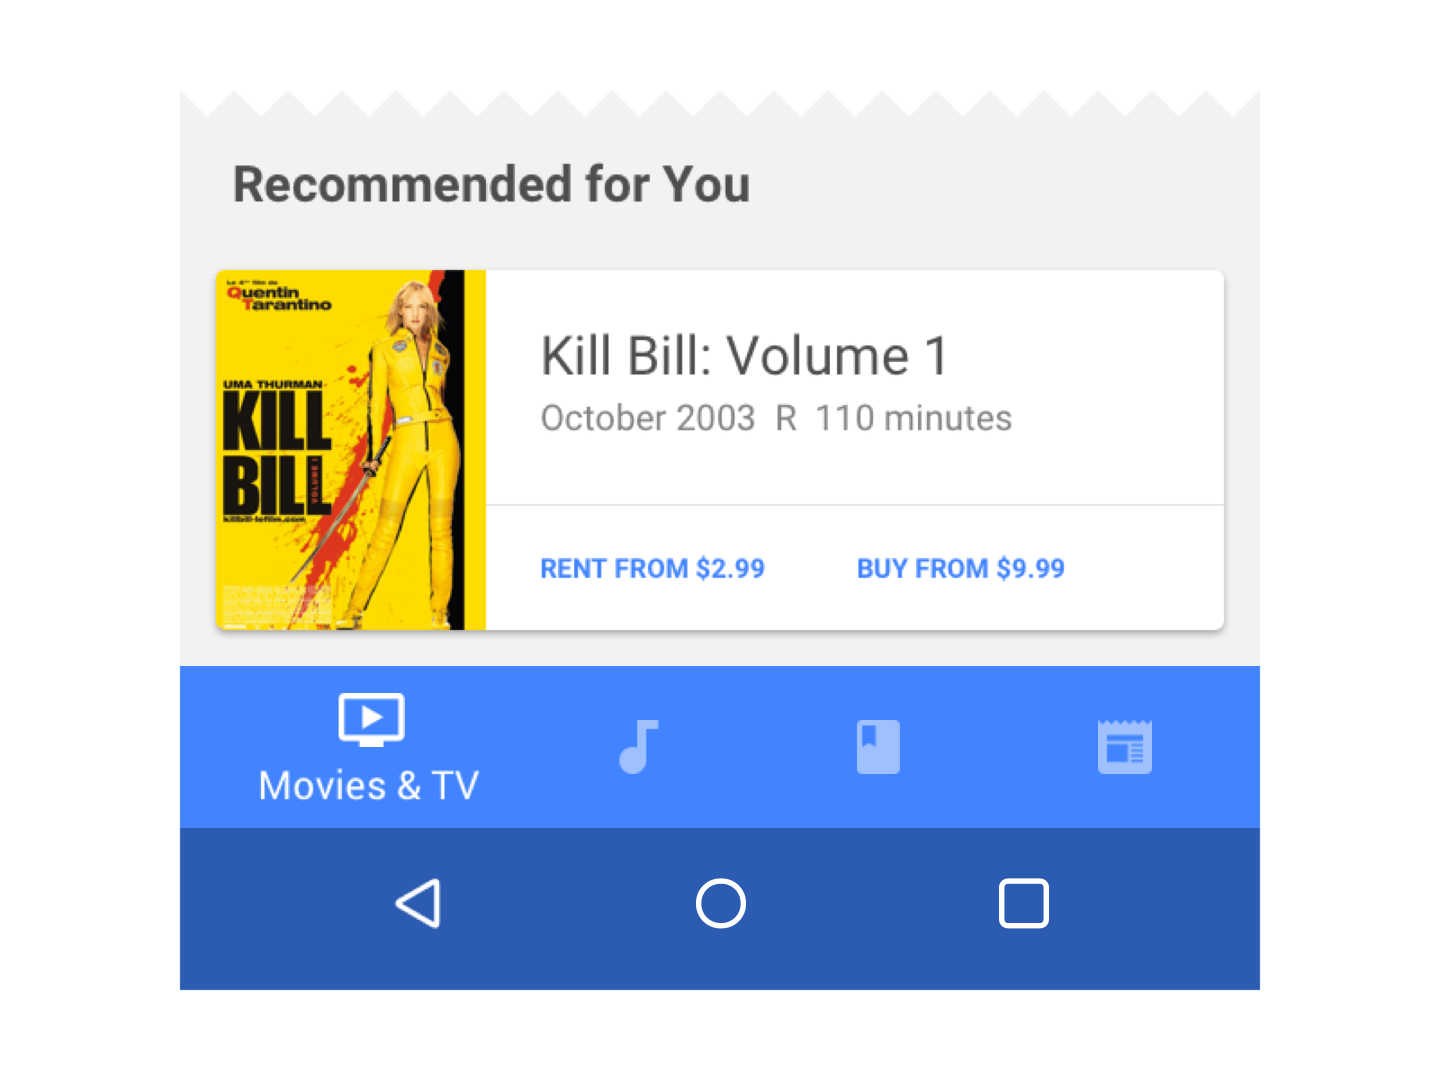 Recommended for You
Le 4ème film de
Quentin
Tarantino
UMA THURMAN
KILL
BILL
VOLUME 1
killbill-lefilm.com
Kill Bill: Volume 1
October 2003 R 110 minutes
RENT FROM $2.99
BUY FROM $9.99
Movies & TV